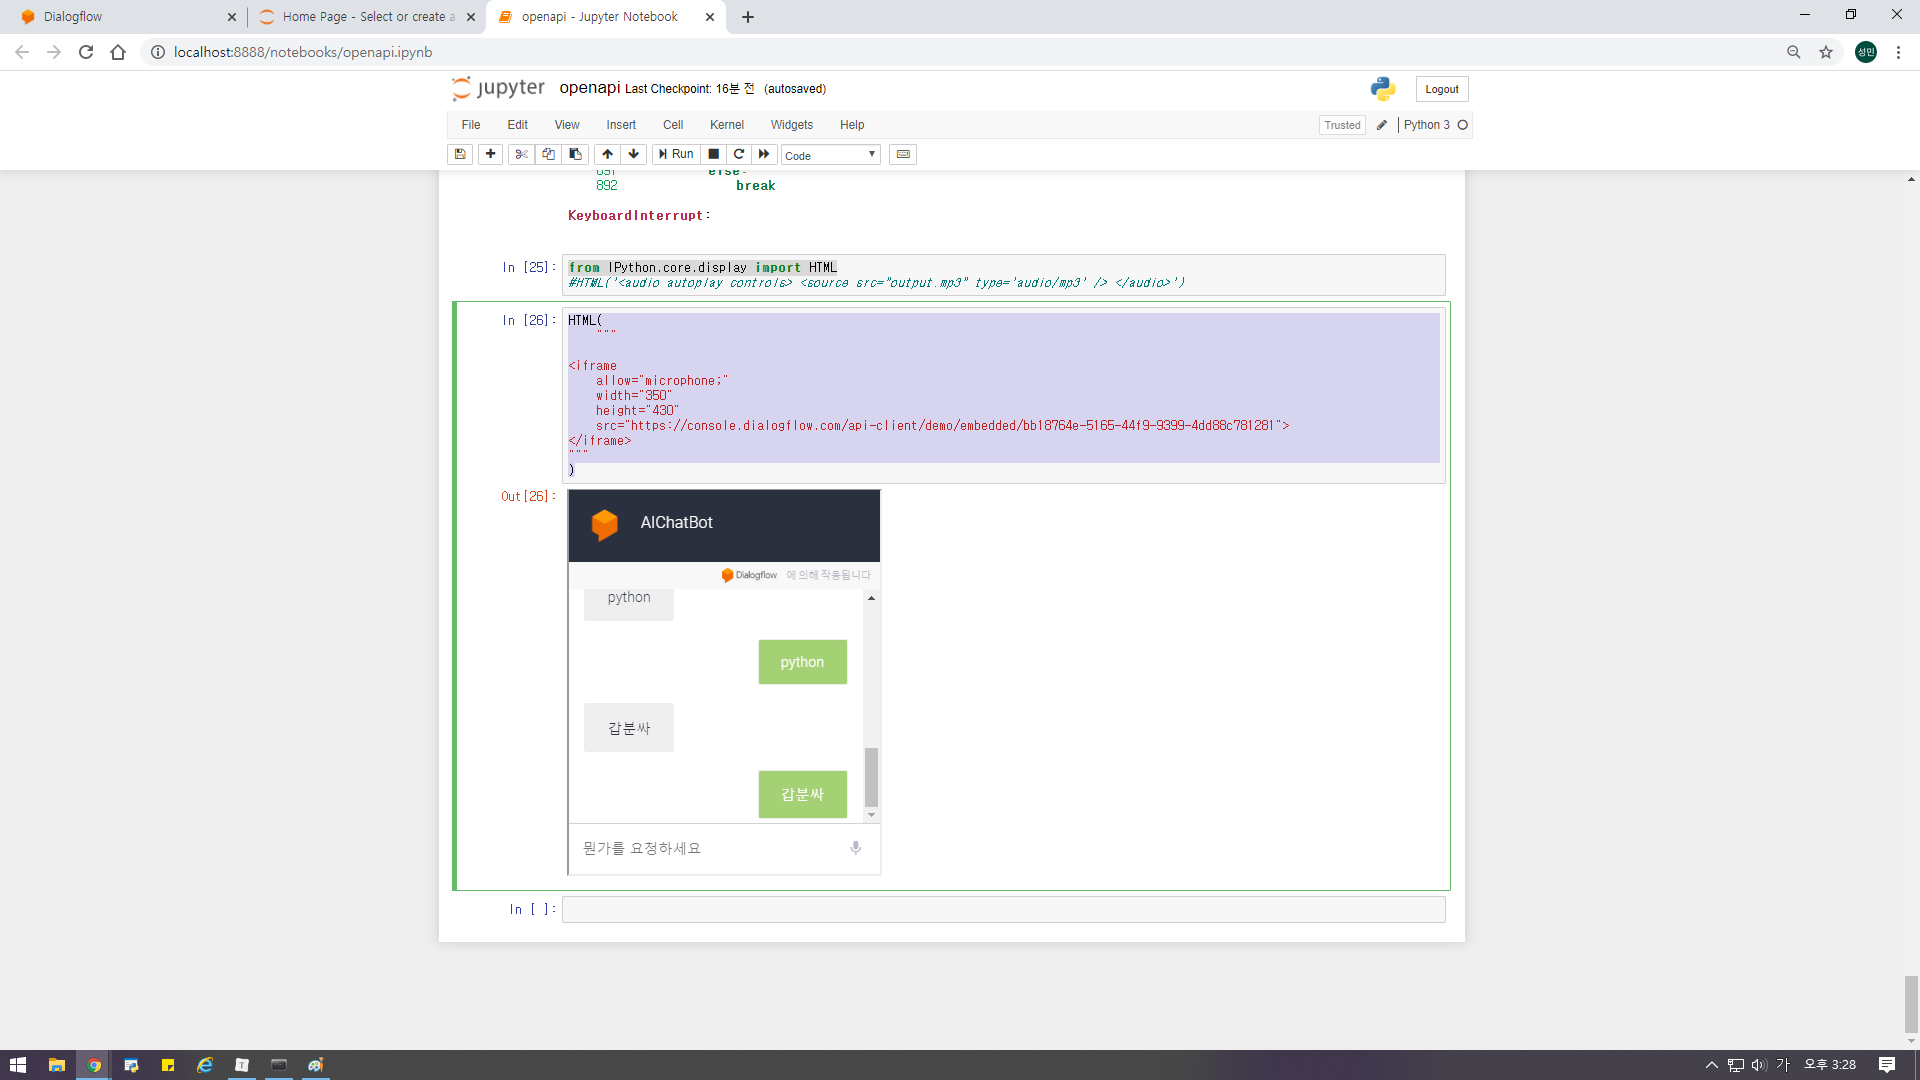 Dialogflow
Home Page - Select or create a
openapi - Jupyter Notebook
localhost:8888/notebooks/openapi.ipynb
성민
jupyter
openapi Last Checkpoint: 16분 전 (autosaved)
Logout
File Edit View Insert Cell Kernel Widgets Help
Trusted
Python 3
Run
Code
891 else:
892 break
KeyboardInterrupt:
In [25]:
from IPython.core.display import HTML
#HTML('<audio autoplay controls> <source src="output.mp3" type='audio/mp3' /> </audio>')
In [26]:
HTML(
"""
<iframe
allow="microphone;"
width="350"
height="430"
src="https://console.dialogflow.com/api-client/demo/embedded/bb18764e-5165-44f9-9399-4dd88c781281">
</iframe>
"""
)
Out[26]:
AIChatBot
Dialogflow 에 의해 작동됩니다
python
python
갑분싸
갑분싸
뭔가를 요청하세요
In [ ]:
가
오후 3:28